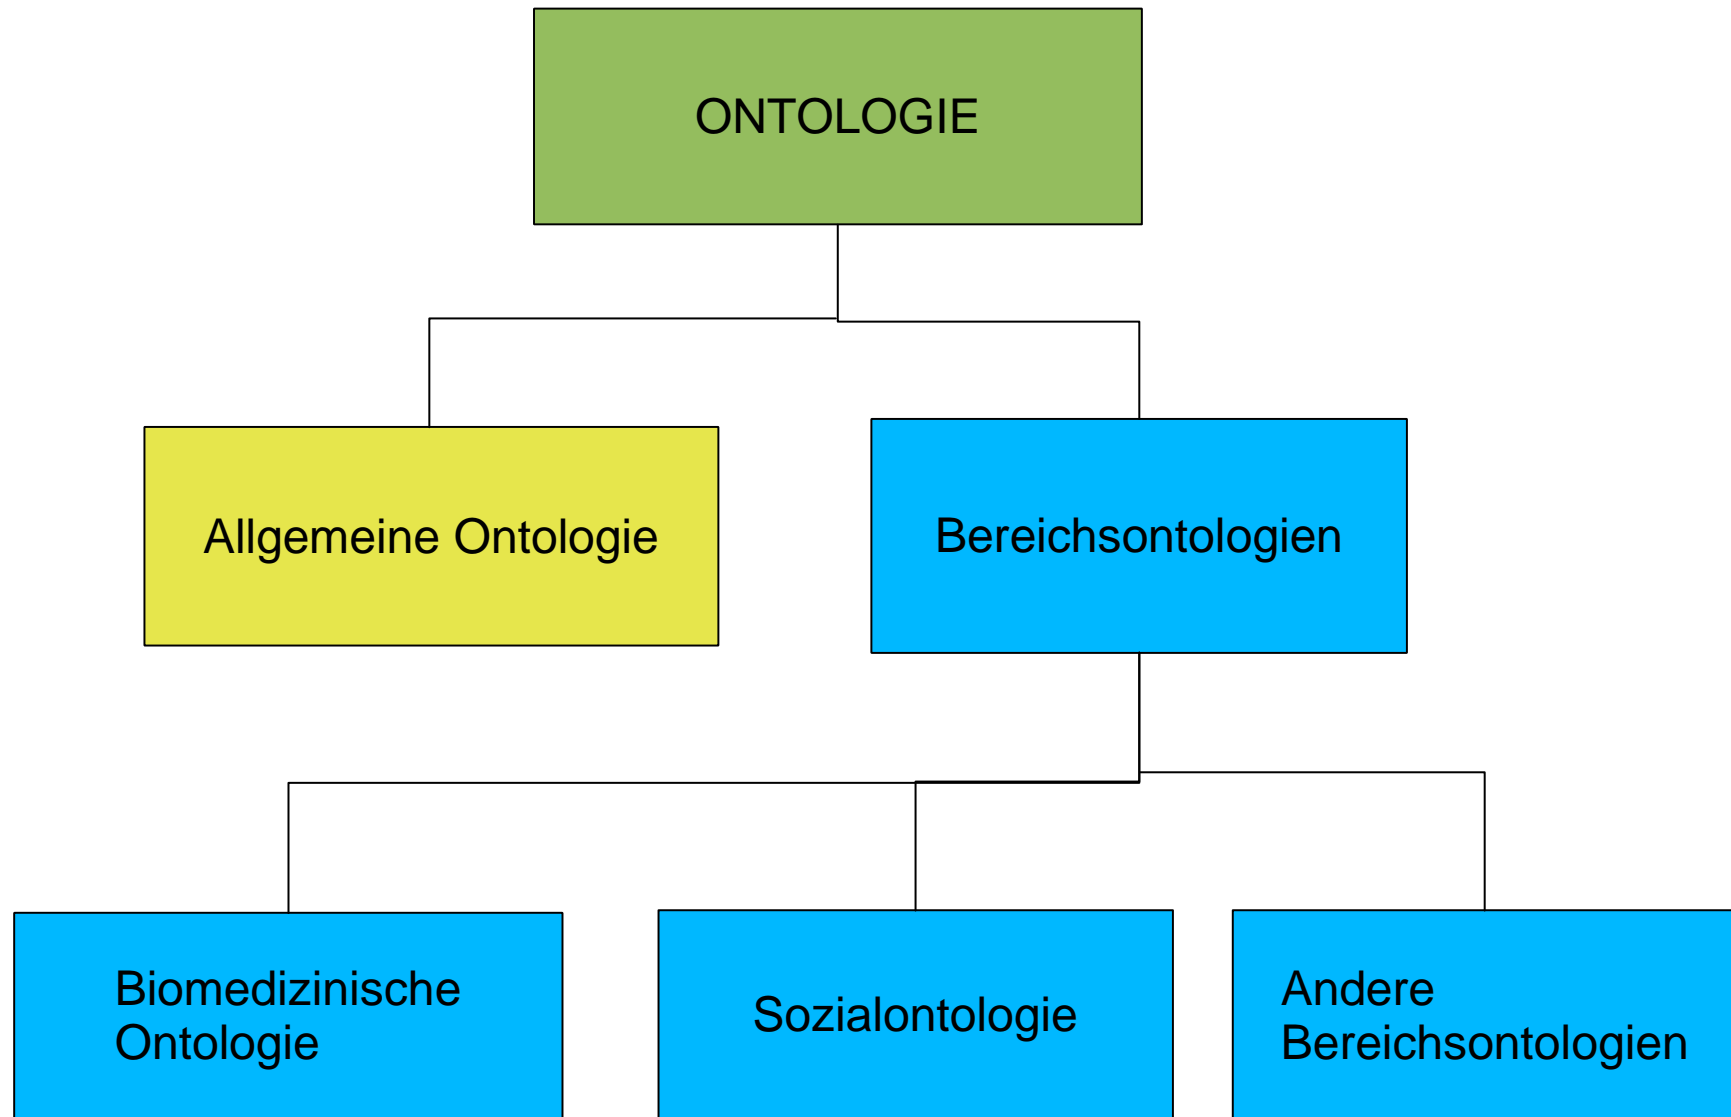 ONTOLOGIE
Allgemeine Ontologie
Bereichsontologien
Biomedizinische
Ontologie
Sozialontologie
Andere
Bereichsontologien